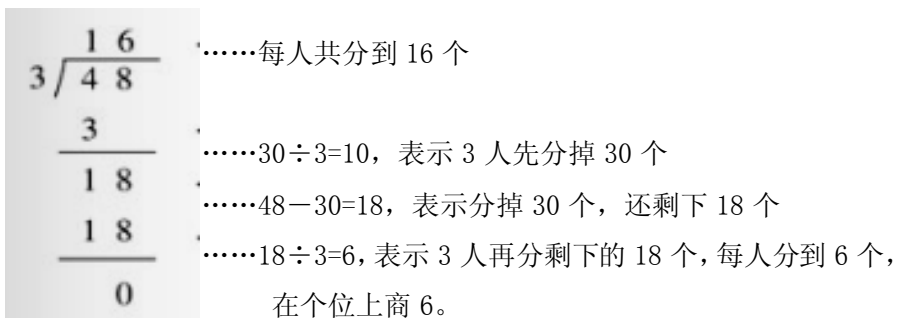 1 6 ……每人共分到 16 个
3 4 8
3 ……30÷3=10，表示 3 人先分掉 30 个
1 8 ……48－30=18，表示分掉 30 个，还剩下 18 个
1 8 ……18÷3=6，表示 3 人再分剩下的 18 个，每人分到 6 个，
0 在个位上商 6。